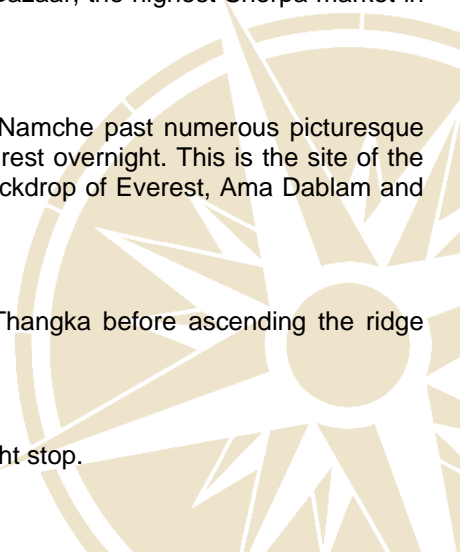 the highest Sherpa market in
Namche past numerous picturesque
rest overnight. This is the site of the
ckdrop of Everest, Ama Dablam and
Thangka before ascending the ridge
ht stop.